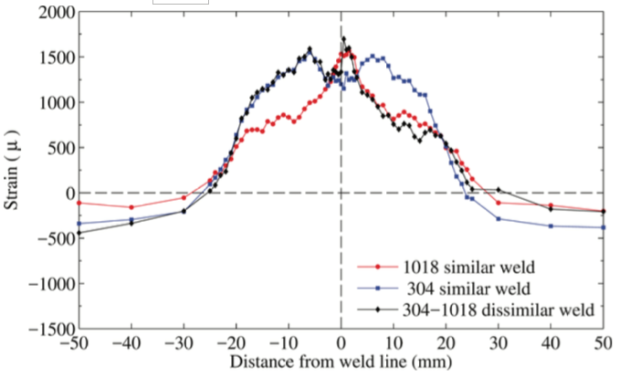 2000
1500
1000
500
0
−500
−1000
−1500
Strain ( μ )
−50 −40 −30 −20 −10 0 10 20 30 40 50
Distance from weld line (mm)
1018 similar weld
304 similar weld
304−1018 dissimilar weld